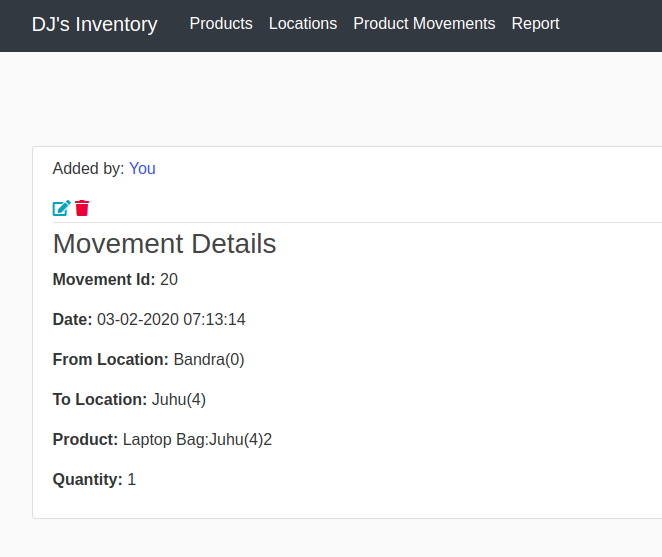 DJ's Inventory Products Locations Product Movements Report
Added by: You
Movement Details
Movement Id: 20
Date: 03-02-2020 07:13:14
From Location: Bandra(0)
To Location: Juhu(4)
Product: Laptop Bag:Juhu(4)2
Quantity: 1